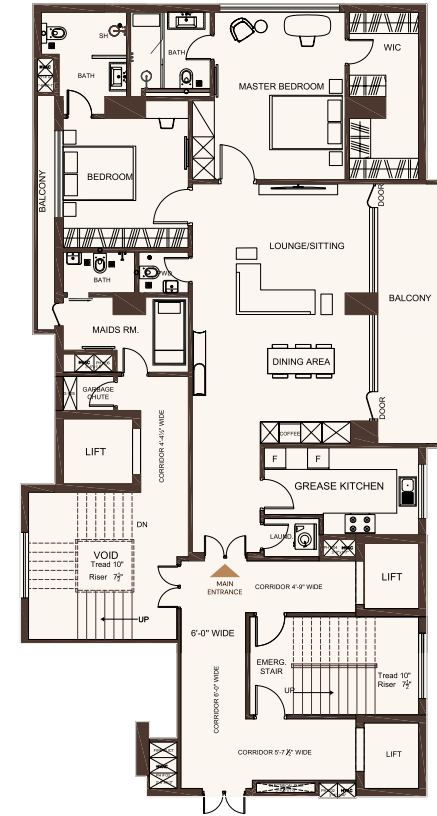 SH
BATH
BATH
WIC
MASTER BEDROOM
BALCONY
BEDROOM
DOOR
LOUNGE/SITTING
BALCONY
BATH
MAIDS RM.
DINING AREA
GARBAGE
CHUTE
DOOR
COFFEE
CORRIDOR 4'-4½" WIDE
LIFT
F
F
GREASE KITCHEN
DN
LAUND.
VOID
Tread 10"
Riser 7½"
UP
MAIN
ENTRANCE
CORRIDOR 4'-9" WIDE
LIFT
6'-0" WIDE
EMERG.
STAIR
UP
Tread 10"
Riser 7½"
CORRIDOR 6'-0" WIDE
CORRIDOR 5'-7 ½" WIDE
LIFT